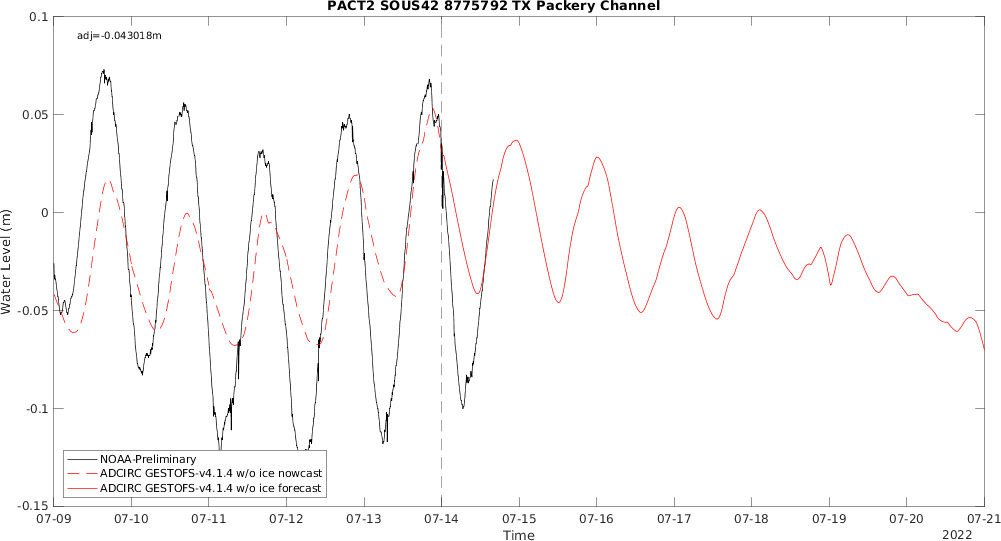 PACT2 SOUS42 8775792 TX Packery Channel
adj=-0.043018m
0.1
0.05
0
-0.05
-0.1
-0.15
Water Level (m)
NOAA-Preliminary
ADCIRC GESTOFS-v4.1.4 w/o ice nowcast
ADCIRC GESTOFS-v4.1.4 w/o ice forecast
07-09 07-10 07-11 07-12 07-13 07-14 07-15 07-16 07-17 07-18 07-19 07-20 07-21
Time
2022